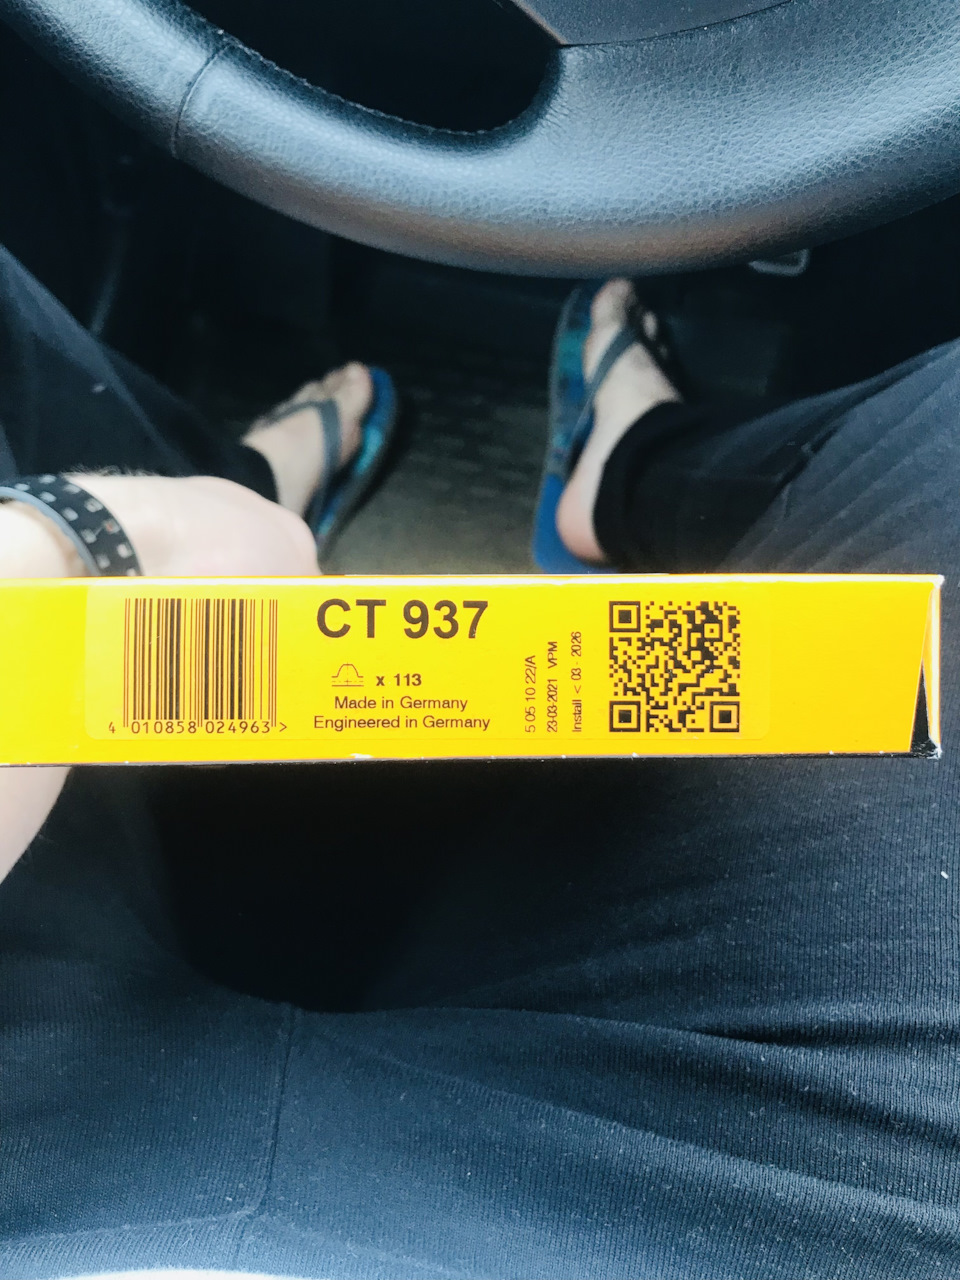 4 010858 024963 >
CT 937
x 113
Made in Germany
Engineered in Germany
5 05 10 22/A
23-03-2021 VPM
Install < 03 - 2026